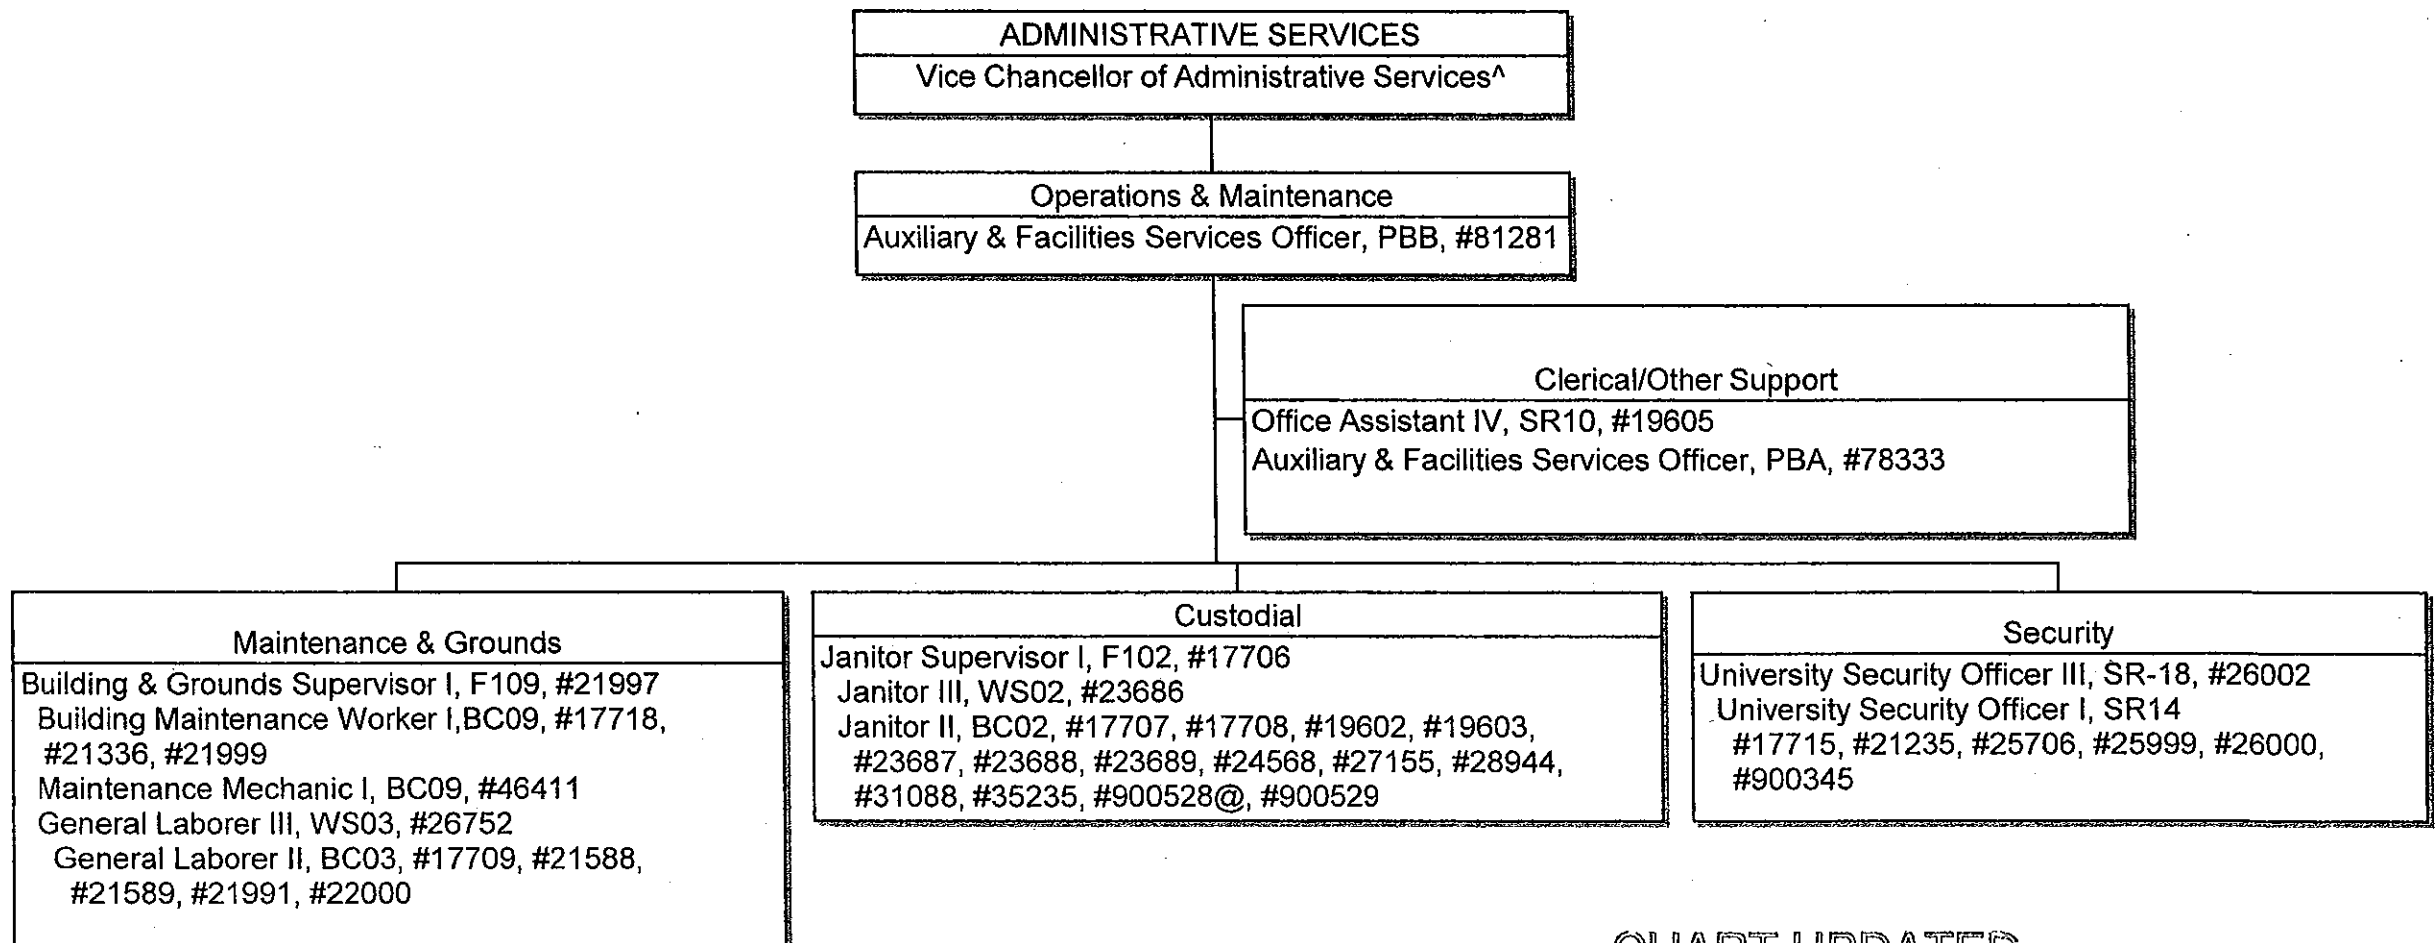 ADMINISTRATIVE SERVICES
Vice Chancellor of Administrative Services^
Operations & Maintenance
Auxiliary & Facilities Services Officer, PBB, #81281
Clerical/Other Support
Office Assistant IV, SR10, #19605
Auxiliary & Facilities Services Officer, PBA, #78333
Maintenance & Grounds
Building & Grounds Supervisor I, F109, #21997
Building Maintenance Worker I,BC09, #17718,
#21336, #21999
Maintenance Mechanic I, BC09, #46411
General Laborer III, WS03, #26752
General Laborer II, BC03, #17709, #21588,
#21589, #21991, #22000
Custodial
Janitor Supervisor I, F102, #17706
Janitor III, WS02, #23686
Janitor II, BC02, #17707, #17708, #19602, #19603,
#23687, #23688, #23689, #24568, #27155, #28944,
#31088, #35235, #900528@, #900529
Security
University Security Officer III, SR-18, #26002
University Security Officer I, SR14
#17715, #21235, #25706, #25999, #26000,
#900345
CHART UPDATED